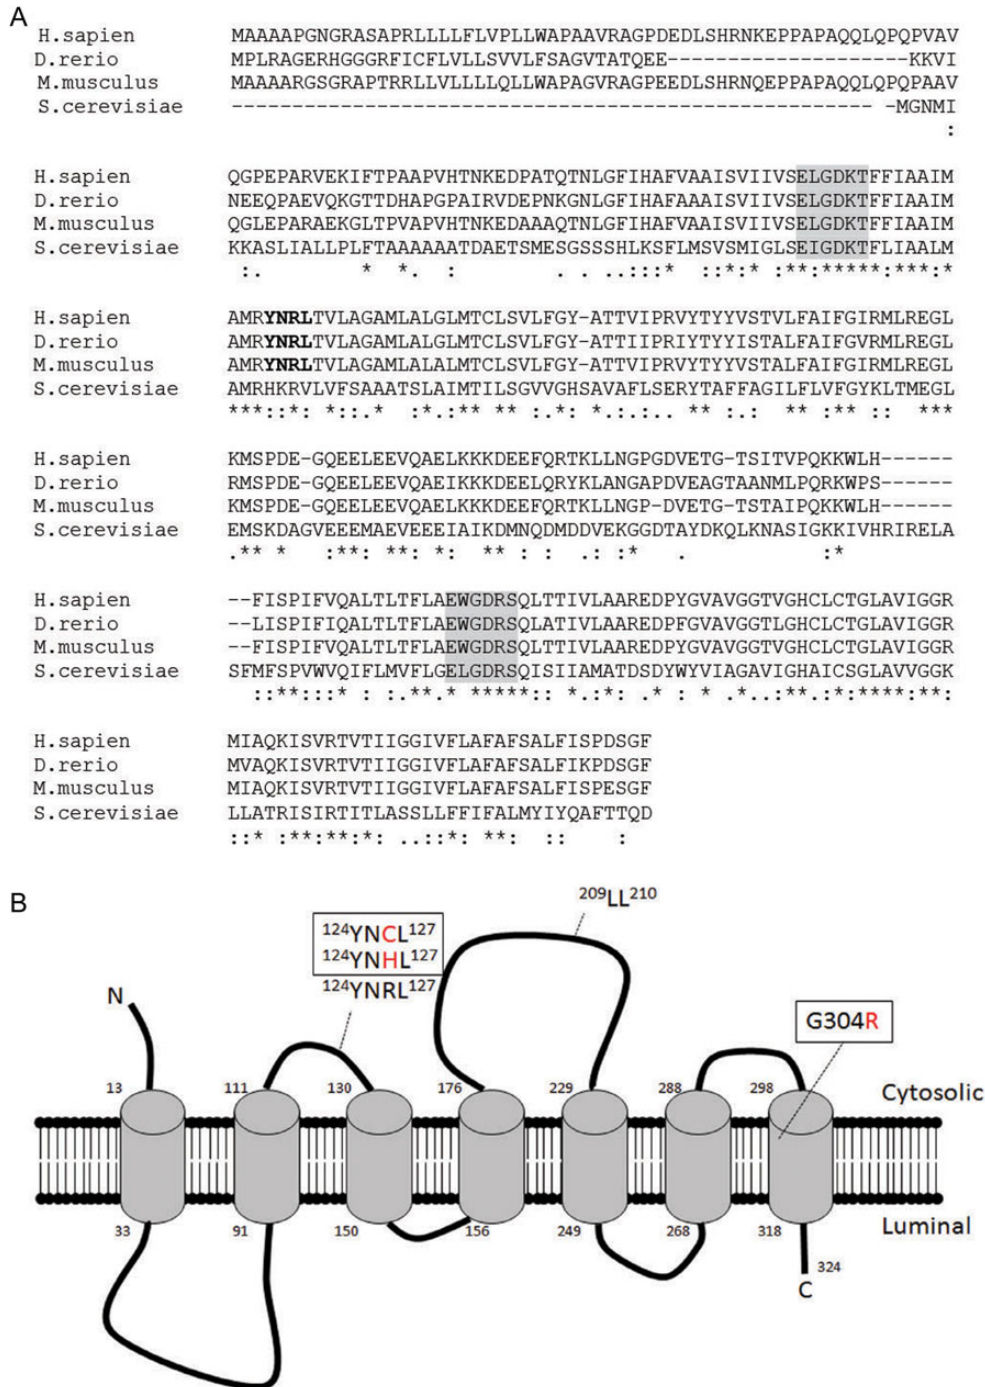 A
H.sapien MAAAAPGNGRASAPRLLLLFLVPLLWAPAAVRAGPDEDLSHRNKEPPAPAQQLQPQPVAV
D.rerio MPLRAGERHGGGRFICFLVLLSVVLFSAGVTATQEE--------------------KKVI
M.musculus MAAAARGSGRAPTRRLLVLLLLQLLWAPAGVRAGPEEDLSHRNQEPPAPAQQLQPQPAAV
S.cerevisiae ------------------------------------------------------ -MGNMI
:
H.sapien QGPEPARVEKIFTPAAPVHTNKEDPATQTNLGFIHAFVAAISVIIVSELGDKTFFIAAIM
D.rerio NEEQPAEVQKGTTDHAPGPAIRVDEPNKGNLGFIHAFAAAISVIIVSELGDKTFFIAAIM
M.musculus QGLEPARAEKGLTPVAPVHTNKEDAAAQTNLGFIHAFVAAISVIIVSELGDKTFFIAAIM
S.cerevisiae KKASLIALLPLFTAAAAAATDAETSMESGSSSHLKSFLMSVSMIGLSEIGDKTFLIAALM
:. * *. : . . ..:::* ::*:* :**:*****:***:*
H.sapien AMRYNRLTVLAGAMLALGLMTCLSVLFGY-ATTVIPRVYTYYVSTVLFAIFGIRMLREGL
D.rerio AMRYNRLTVLAGAMLALGLMTCLSVLFGY-ATTIIPRIYTYYISTALFAIFGVRMLREGL
M.musculus AMRYNRLTVLAGAMLALALMTCLSVLFGY-ATTVIPRVYTYYISTALFAIFGIRMLREGL
S.cerevisiae AMRHKRVLVFSAAATSLAIMTILSGVVGHSAVAFLSERYTAFFAGILFLVFGYKLTMEGL
***::*: *::.* :*.:** ** :.*: *.:.:.. ** :.: ** :** :: ***
H.sapien KMSPDE-GQEELEEVQAELKKKDEEFQRTKLLNGPGDVETG-TSITVPQKKWLH------
D.rerio RMSPDE-GQEELEEVQAEIKKKDEELQRYKLANGAPDVEAGTAANMLPQRKWPS------
M.musculus KMSPDE-GQEELEEVQAELKKKDEEFQRTKLLNGP-DVETG-TSTAIPQKKWLH------
S.cerevisiae EMSKDAGVEEEMAEVEEEIAIKDMNQDMDDVEKGGDTAYDKQLKNASIGKKIVHRIRELA
.** * :**: **: *: ** : : .: :* . :*
H.sapien --FISPIFVQALTLTFLAEWGDRSQLTTIVLAAREDPYGVAVGGTVGHCLCTGLAVIGGR
D.rerio --LISPIFIQALTLTFLAEWGDRSQLATIVLAAREDPFGVAVGGTLGHCLCTGLAVIGGR
M.musculus --FISPIFVQALTLTFLAEWGDRSQLTTIVLAAREDPYGVAVGGTVGHCLCTGLAVIGGR
S.cerevisiae SFMFSPVWVQIFLMVFLGELGDRSQISIIAMATDSDYWYVIAGAVIGHAICSGLAVVGGK
::**::* : :.**.* *****: *.:*: .* : * .*..:**.:*:****:**:
H.sapien MIAQKISVRTVTIIGGIVFLAFAFSALFISPDSGF
D.rerio MVAQKISVRTVTIIGGIVFLAFAFSALFIKPDSGF
M.musculus MIAQKISVRTVTIIGGIVFLAFAFSALFISPESGF
S.cerevisiae LLATRISIRTITLASSLLFFIFALMYIYQAFTTQD
::* :**:**:*: ..::*: **: :: :
B
209LL210
124YNCL127
124YNHL127
124YNRL127
N
G304R
13 111 130 176 229 288 298 Cytosolic
33 91 150 156 249 268 318 Luminal
324
C